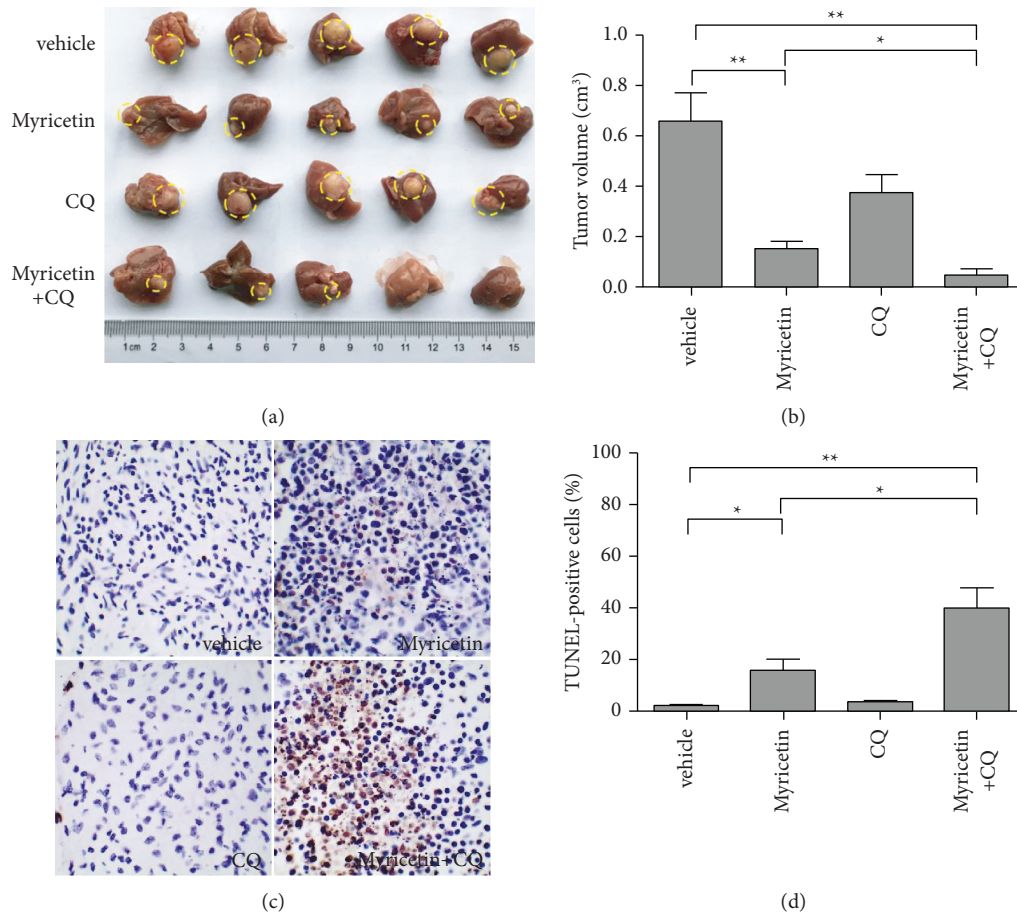 vehicle
Myricetin
CQ
Myricetin
+CQ
1cm 2 3 4 5 6 7 8 9 10 11 12 13 14 15
(a)
Tumor volume (cm³)
1.0
0.8
0.6
0.4
0.2
0.0
**
**
*
vehicle
Myricetin
CQ
Myricetin
+CQ
(b)
vehicle
Myricetin
CQ
Myricetin+CQ
(c)
TUNEL-positive cells (%)
100
80
60
40
20
0
**
*
*
vehicle
Myricetin
CQ
Myricetin
+CQ
(d)